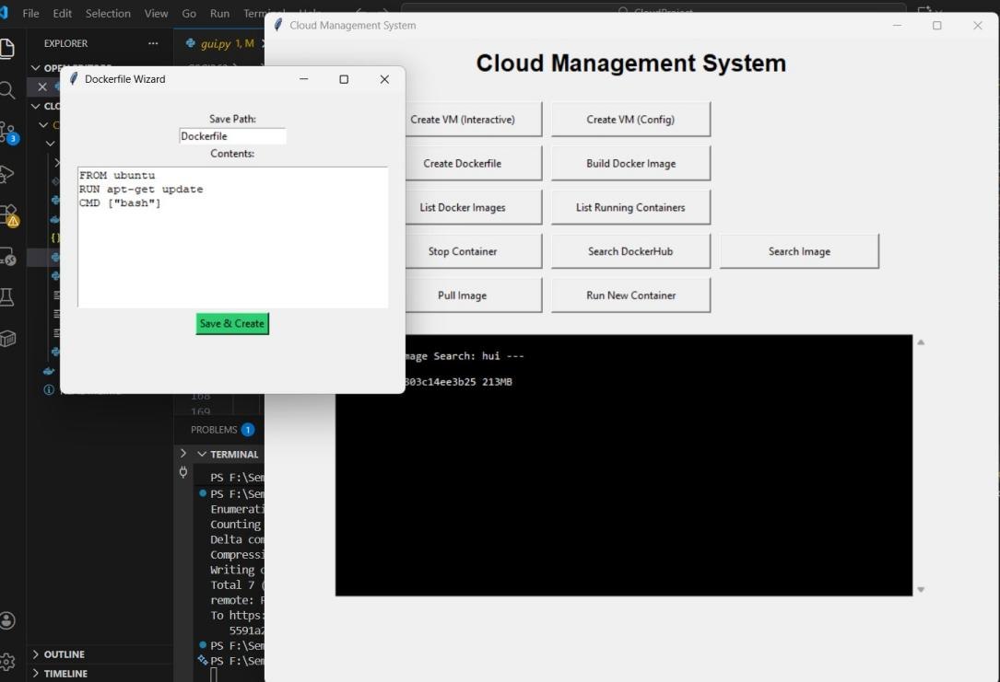 File Edit Selection View Go Run
EXPLORER
gui.py 1, M
Cloud Management System
Cloud Management System
Dockerfile Wizard
Save Path:
Dockerfile
Contents:
FROM ubuntu
RUN apt-get update
CMD ["bash"]
Save & Create
Create VM (Interactive)
Create VM (Config)
Create Dockerfile
Build Docker Image
List Docker Images
List Running Containers
Stop Container
Search DockerHub
Search Image
Pull Image
Run New Container
Search: hui ---
803c14ee3b25 213MB
3
168
169
PROBLEMS 1
TERMINAL
PS F:\Sem
PS F:\Sem
Enumerati
Counting
Delta com
Compressi
Writing
Total 7 (
remote:
To https:
5591a2
PS F:\Sem
PS F:\Sem
OUTLINE
TIMELINE